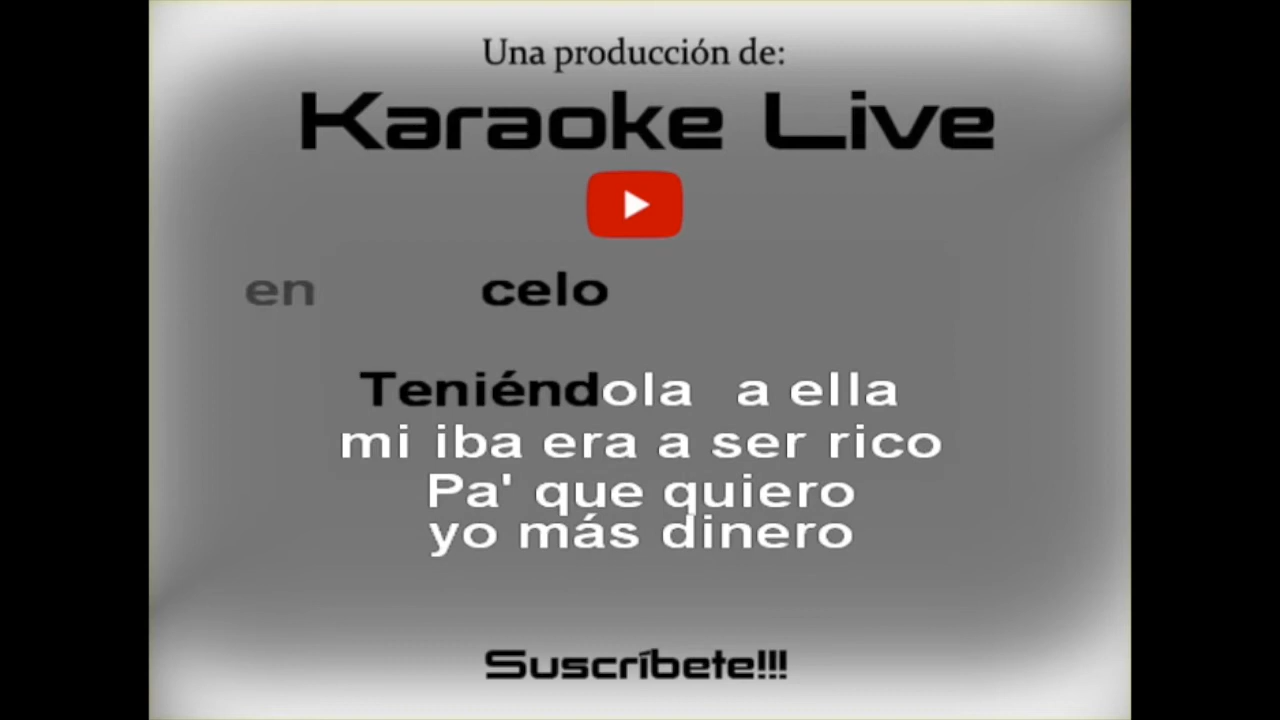 Una producción de:
Karaoke Live
en celo
Teniéndola a ella
mi iba era a ser rico
Pa' que quiero
yo más dinero
Suscríbete!!!